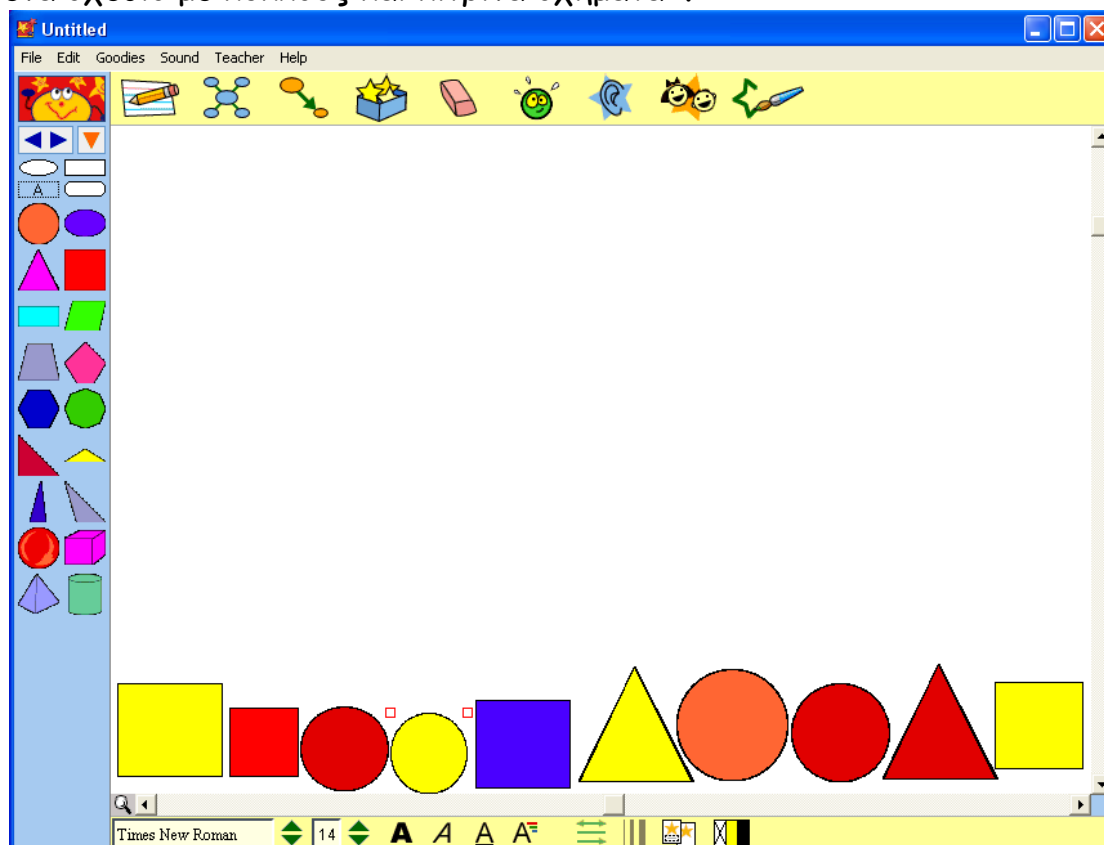 Untitled
File Edit Goodies Sound Teacher Help
A
Times New Roman 14 A A A A